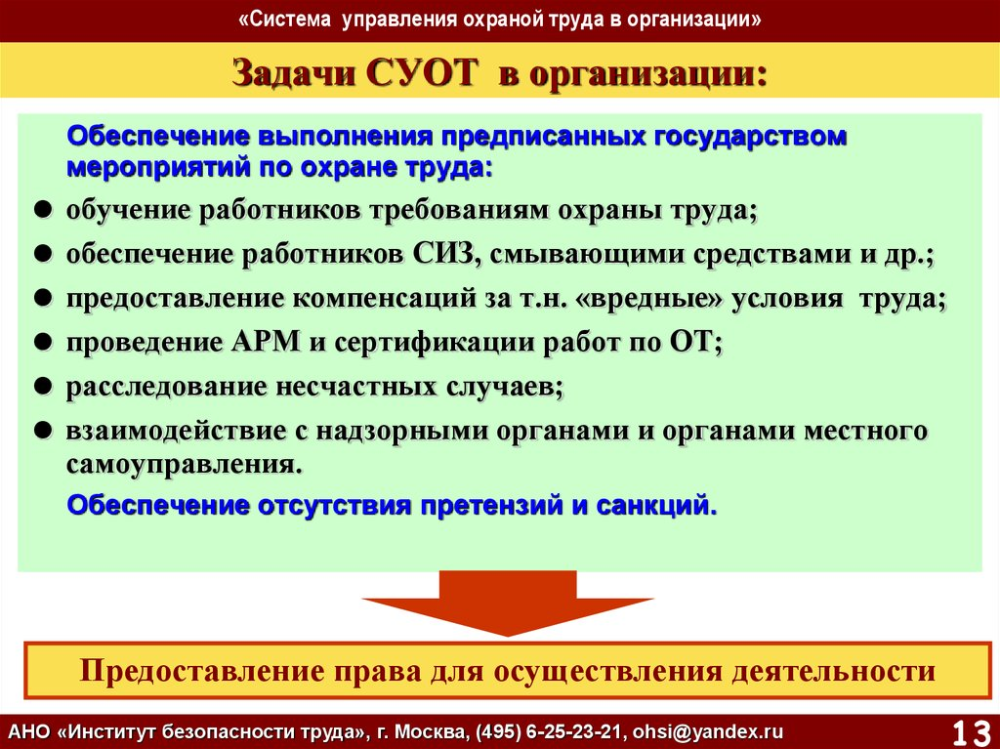 «Система управления охраной труда в организации»
Задачи СУОТ в организации:
Обеспечение выполнения предписанных государством
мероприятий по охране труда:
● обучение работников требованиям охраны труда;
● обеспечение работников СИЗ, смывающими средствами и др.;
● предоставление компенсаций за т.н. «вредные» условия труда;
● проведение АРМ и сертификации работ по ОТ;
● расследование несчастных случаев;
● взаимодействие с надзорными органами и органами местного
самоуправления.
Обеспечение отсутствия претензий и санкций.
Предоставление права для осуществления деятельности
АНО «Институт безопасности труда», г. Москва, (495) 6-25-23-21, ohsi@yandex.ru
13